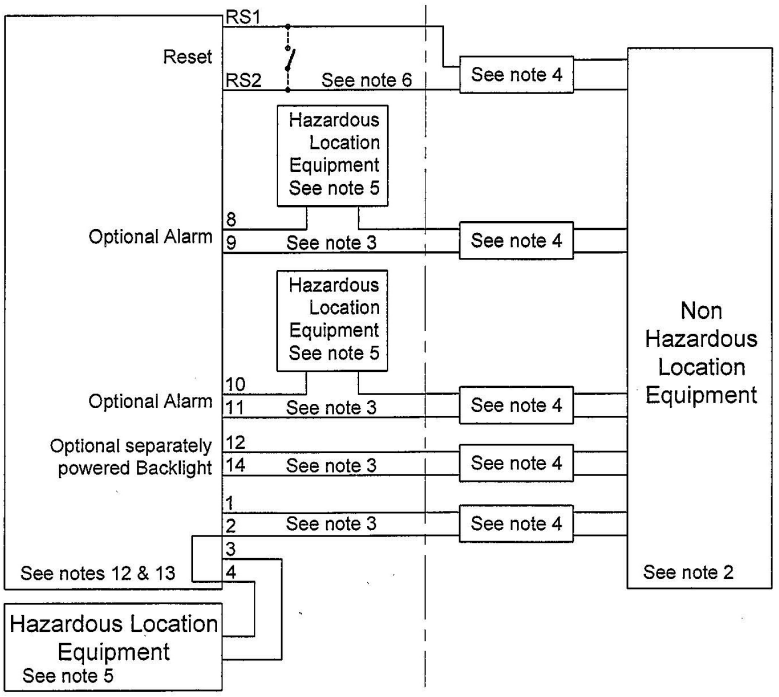 RS1
Reset
RS2
See note 6
See note 4
Hazardous
Location
Equipment
See note 5
8
Optional Alarm
9
See note 3
See note 4
Hazardous
Location
Equipment
See note 5
Non
Hazardous
Location
Equipment
10
Optional Alarm
11
See note 3
See note 4
Optional separately
powered Backlight
12
14
See note 3
See note 4
1
2
See note 3
See note 4
3
4
See notes 12 & 13
See note 2
Hazardous Location
Equipment
See note 5